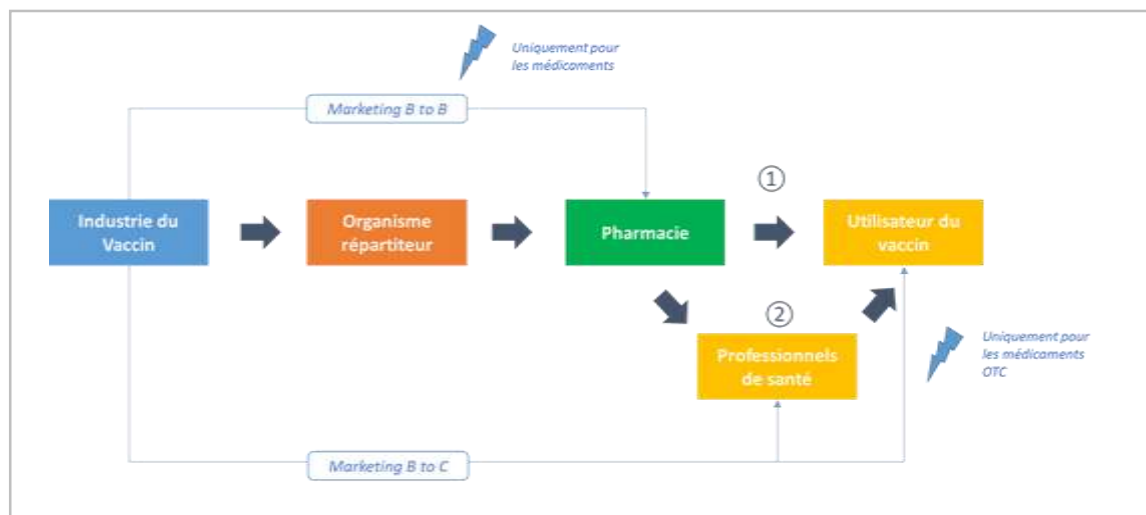 Uniquement pour
les médicaments
Marketing B to B
①
Industrie du
Vaccin
Organisme
répartiteur
Pharmacie
Utilisateur du
vaccin
②
Professionnels
de santé
Uniquement pour
les médicaments
OTC
Marketing B to C